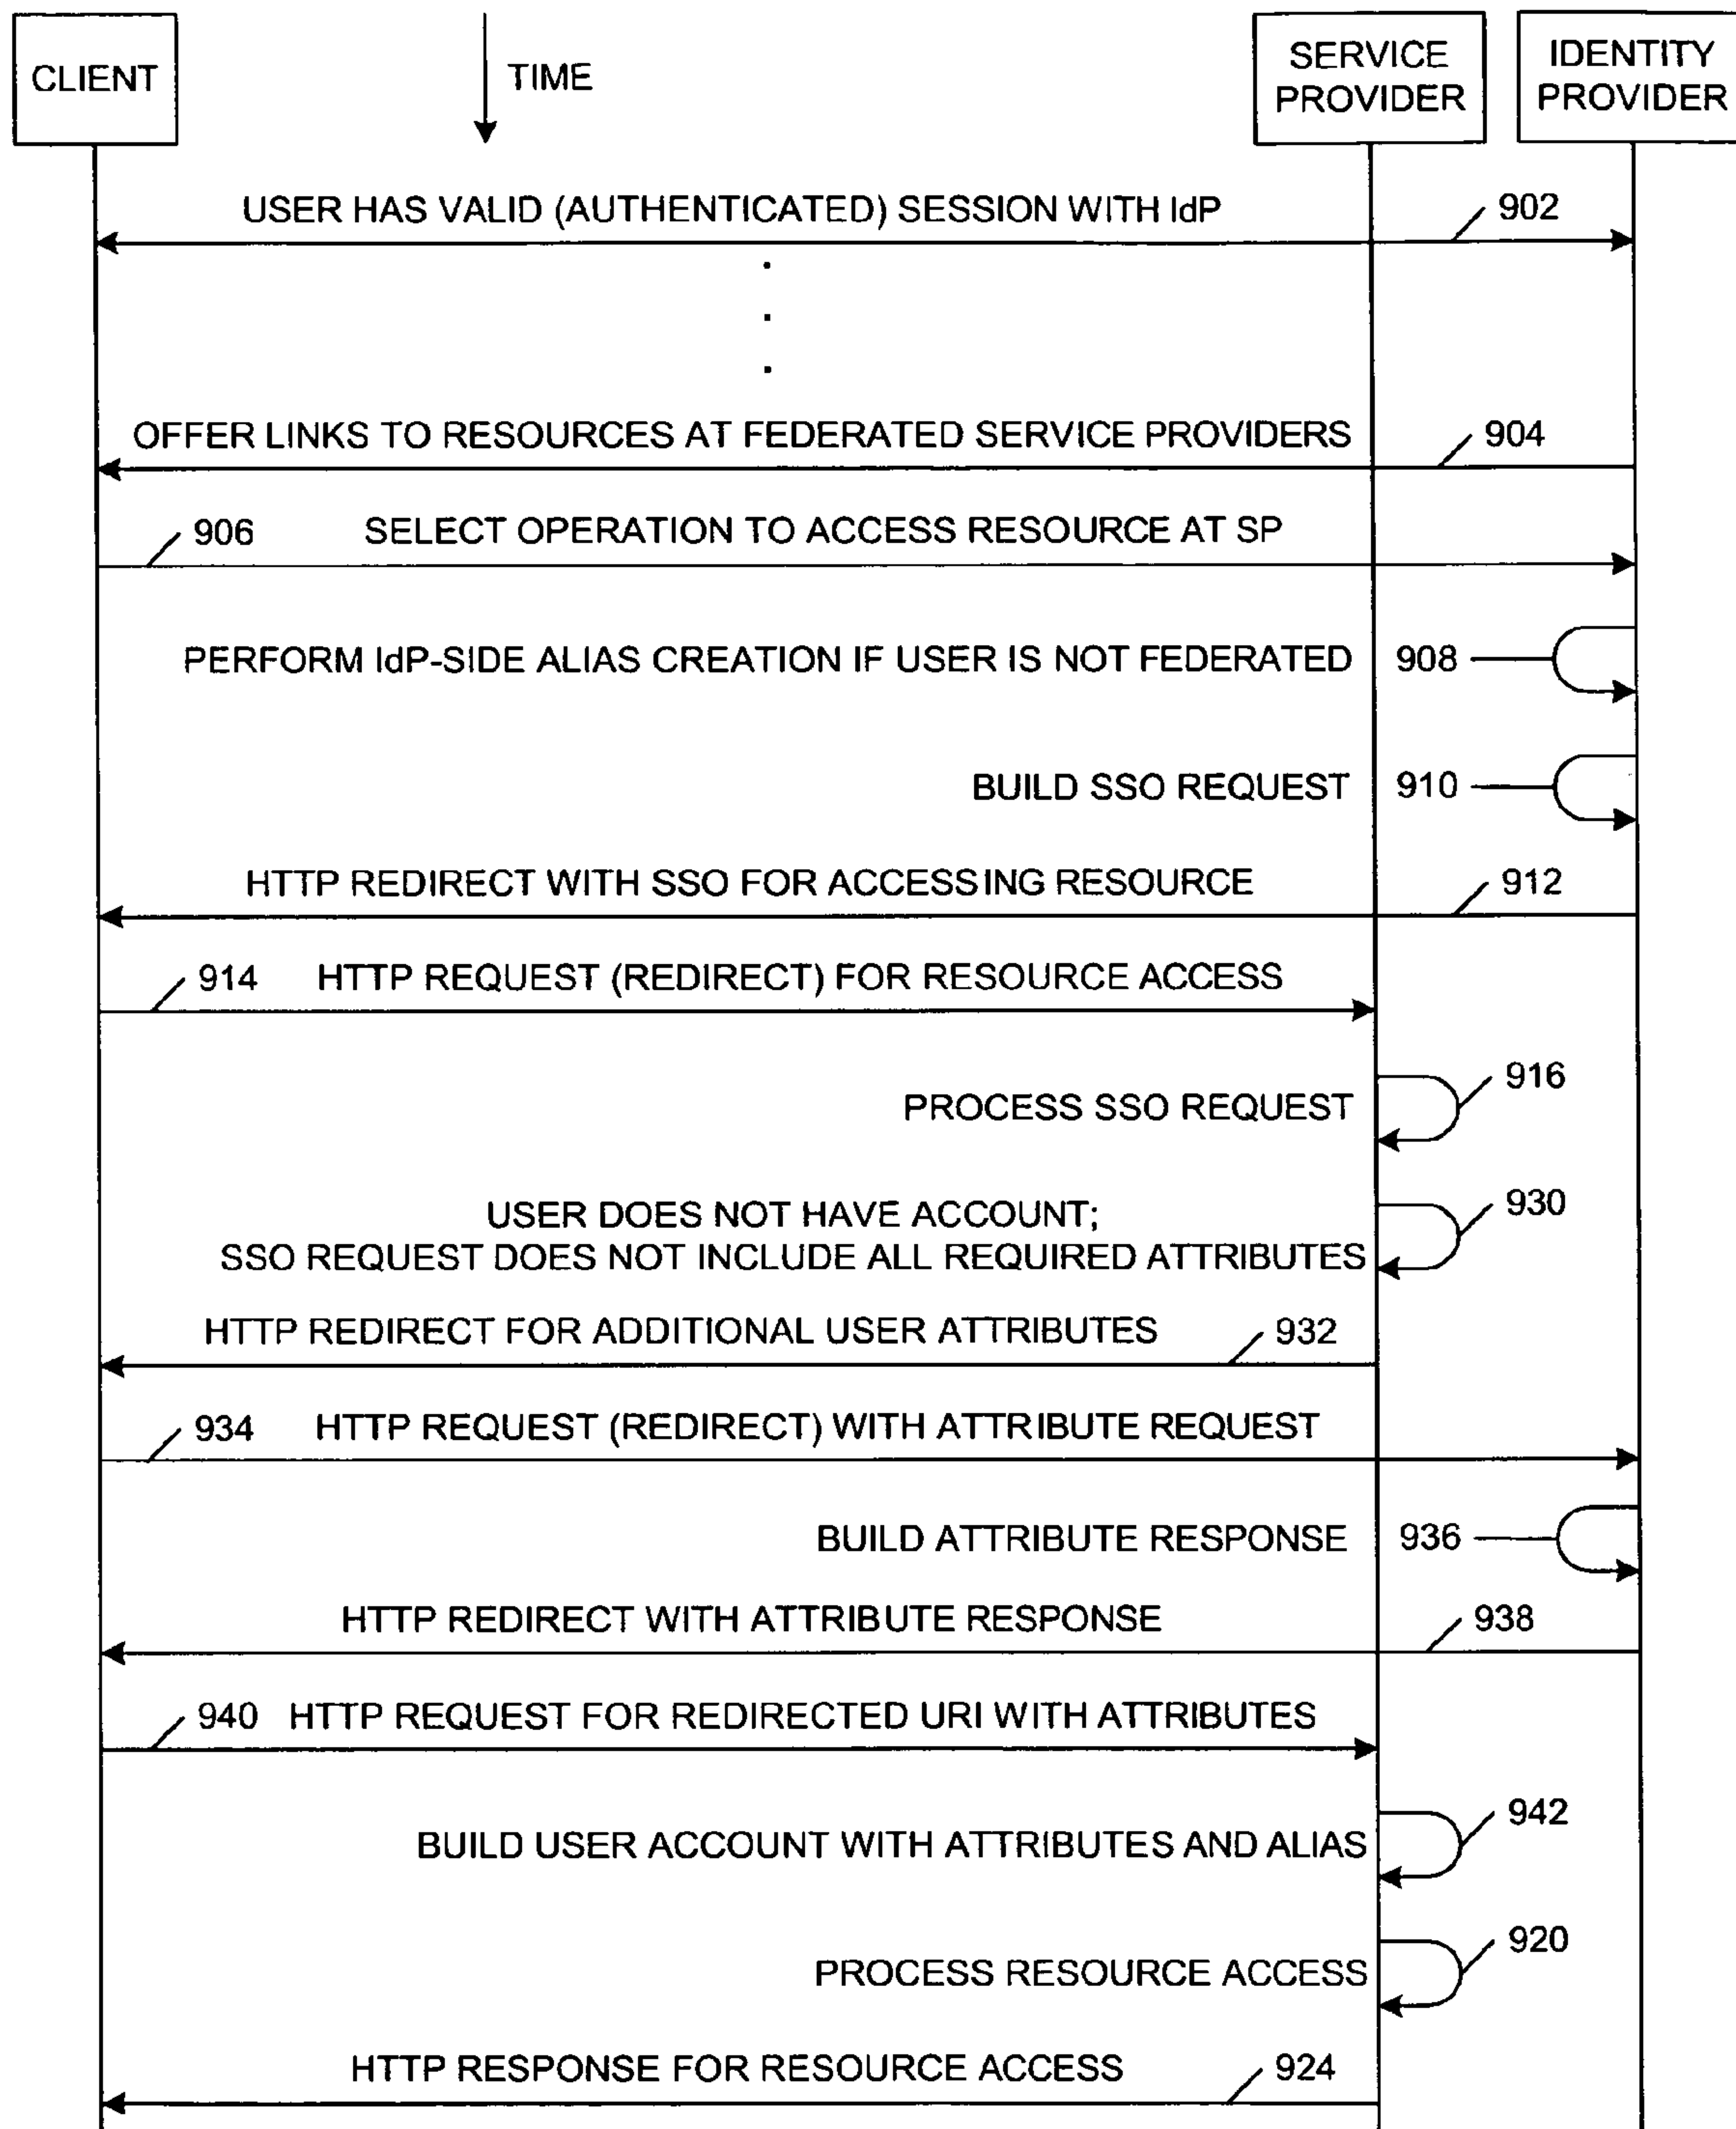 CLIENT
TIME
SERVICE
PROVIDER
IDENTITY
PROVIDER
USER HAS VALID (AUTHENTICATED) SESSION WITH IdP
902
OFFER LINKS TO RESOURCES AT FEDERATED SERVICE PROVIDERS
904
906
SELECT OPERATION TO ACCESS RESOURCE AT SP
PERFORM IdP-SIDE ALIAS CREATION IF USER IS NOT FEDERATED
908
BUILD SSO REQUEST
910
HTTP REDIRECT WITH SSO FOR ACCESSING RESOURCE
912
914
HTTP REQUEST (REDIRECT) FOR RESOURCE ACCESS
916
PROCESS SSO REQUEST
930
USER DOES NOT HAVE ACCOUNT;
SSO REQUEST DOES NOT INCLUDE ALL REQUIRED ATTRIBUTES
HTTP REDIRECT FOR ADDITIONAL USER ATTRIBUTES
932
934
HTTP REQUEST (REDIRECT) WITH ATTRIBUTE REQUEST
BUILD ATTRIBUTE RESPONSE
936
HTTP REDIRECT WITH ATTRIBUTE RESPONSE
938
940
HTTP REQUEST FOR REDIRECTED URI WITH ATTRIBUTES
942
BUILD USER ACCOUNT WITH ATTRIBUTES AND ALIAS
920
PROCESS RESOURCE ACCESS
HTTP RESPONSE FOR RESOURCE ACCESS
924